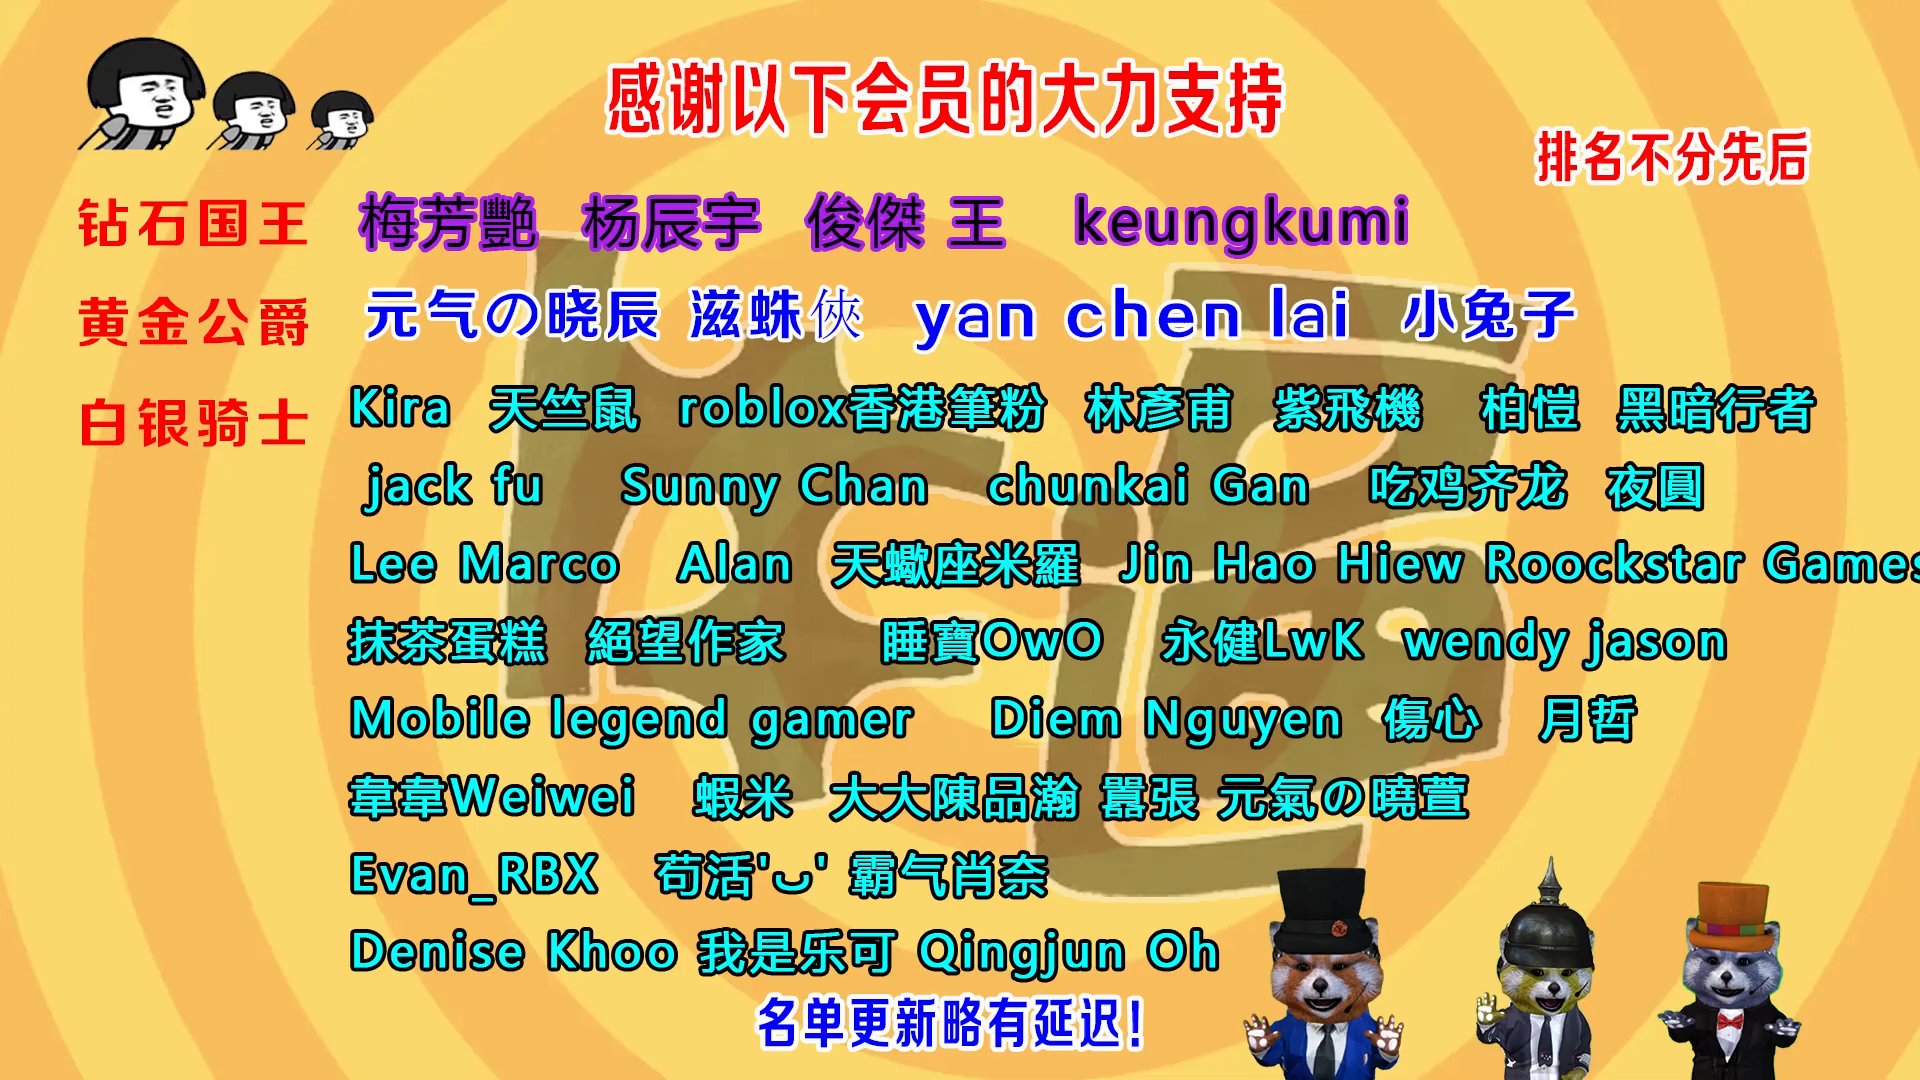 感谢以下会员的大力支持
排名不分先后
钻石国王 梅芳艷 杨辰宇 俊傑 王 keungkumi
黄金公爵 元气の晓辰 滋蛛俠 yan chen lai 小兔子
白银骑士 Kira 天竺鼠 roblox香港筆粉 林彥甫 紫飛機 柏愷 黑暗行者
jack fu Sunny Chan chunkai Gan 吃鸡齐龙 夜圓
Lee Marco Alan 天蠍座米羅 Jin Hao Hiew Roockstar Games
抹茶蛋糕 絕望作家 睡寶OwO 永健LwK wendy jason
Mobile legend gamer Diem Nguyen 傷心 月哲
韋韋Weiwei 蝦米 大大陳品瀚 囂張 元氣の曉萱
Evan_RBX 苟活'ت' 霸气肖奈
Denise Khoo 我是乐可 Qingjun Oh
名单更新略有延迟!